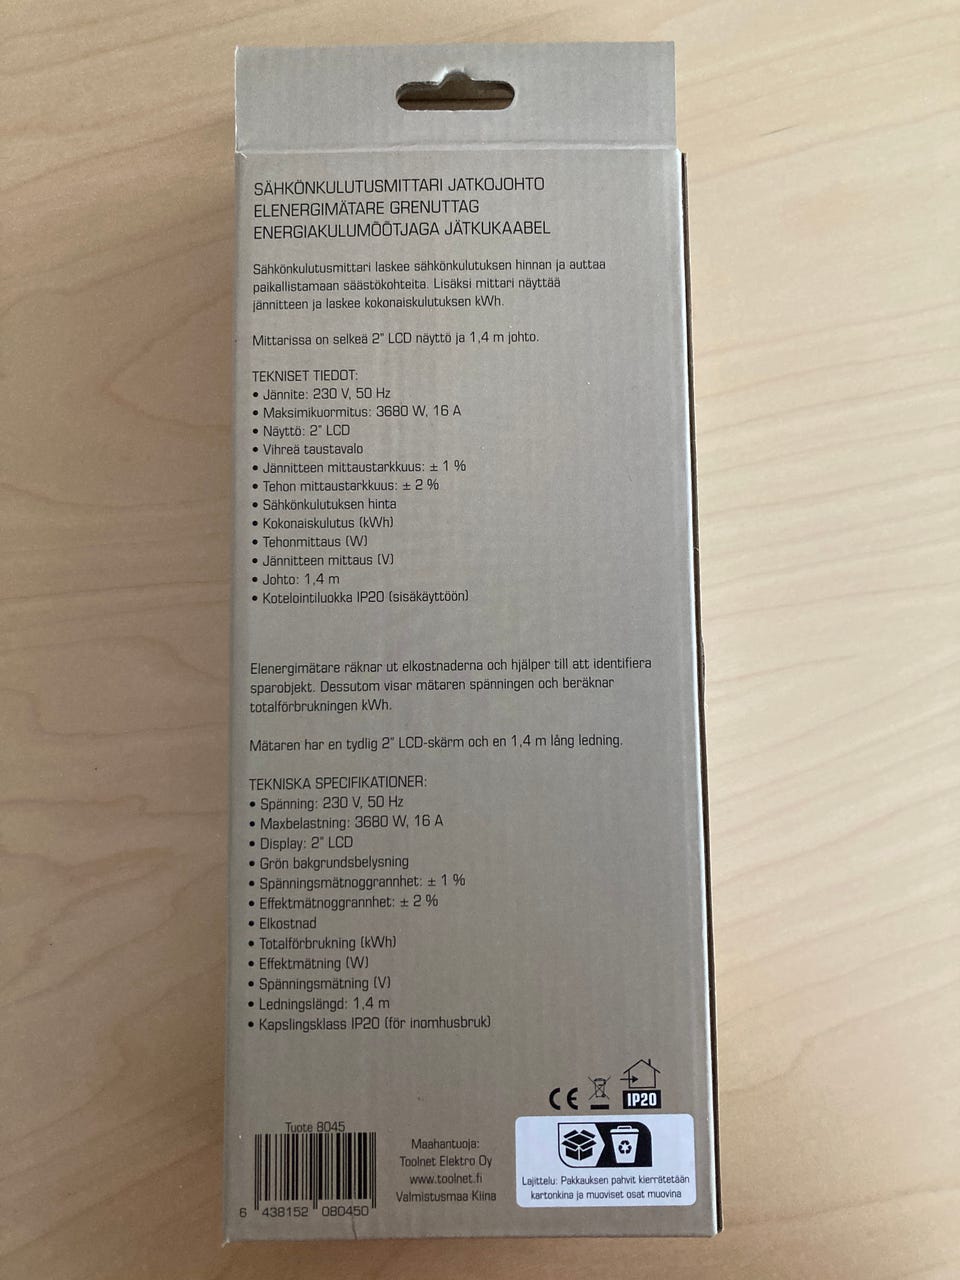 SÄHKÖNKULUTUSMITTARI JATKOJOHTO
ELENERGIMÄTARE GRENUTTAG
ENERGIAKULUMÕÕTJAGA JÄTKUKAABEL
Sähkönkulutusmittari laskee sähkönkulutuksen hinnan ja auttaa
paikallistamaan säästökohteita. Lisäksi mittari näyttää
jännitteen ja laskee kokonaiskulutuksen kWh.
Mittarissa on selkeä 2" LCD näyttö ja 1,4 m johto.
TEKNISET TIEDOT:
• Jännite: 230 V, 50 Hz
• Maksimikuormitus: 3680 W, 16 A
• Näyttö: 2" LCD
• Vihreä taustavalo
• Jännitteen mittaustarkkuus: ± 1 %
• Tehon mittaustarkkuus: ± 2 %
• Sähkönkulutuksen hinta
• Kokonaiskulutus (kWh)
• Tehonmittaus (W)
• Jännitteen mittaus (V)
• Johto: 1,4 m
• Kotelointiluokka IP20 (sisäkäyttöön)
Elenergimätare räknar ut elkostnaderna och hjälper till att identifiera
sparobjekt. Dessutom visar mätaren spänningen och beräknar
totalförbrukningen kWh.
Mätaren har en tydlig 2" LCD-skärm och en 1,4 m lång ledning.
TEKNISKA SPECIFIKATIONER:
• Spänning: 230 V, 50 Hz
• Maxbelastning: 3680 W, 16 A
• Display: 2" LCD
• Grön bakgrundsbelysning
• Spänningsmätnoggrannhet: ± 1 %
• Effektmätnoggrannhet: ± 2 %
• Elkostnad
• Totalförbrukning (kWh)
• Effektmätning (W)
• Spänningsmätning (V)
• Ledningslängd: 1,4 m
• Kapslingsklass IP20 (för inomhusbruk)
CE
IP20
Tuote 8045
6 438152 080450
Maahantuoja:
Toolnet Elektro Oy
www.toolnet.fi
Valmistusmaa Kiina
Lajittelu: Pakkauksen pahvit kierrätetään
kartonkina ja muoviset osat muovina